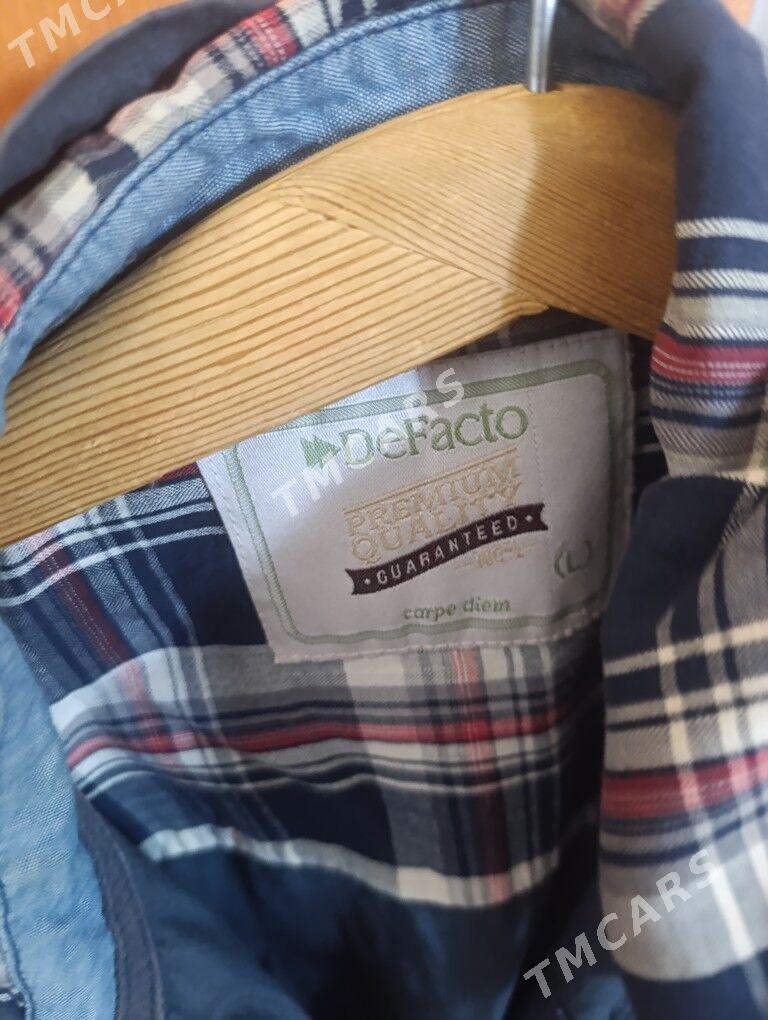 TMCARS
DeFacto
TMCARS
PREMIUM
QUALITY
GUARANTEED
(L)
carpe diem
TMCARS